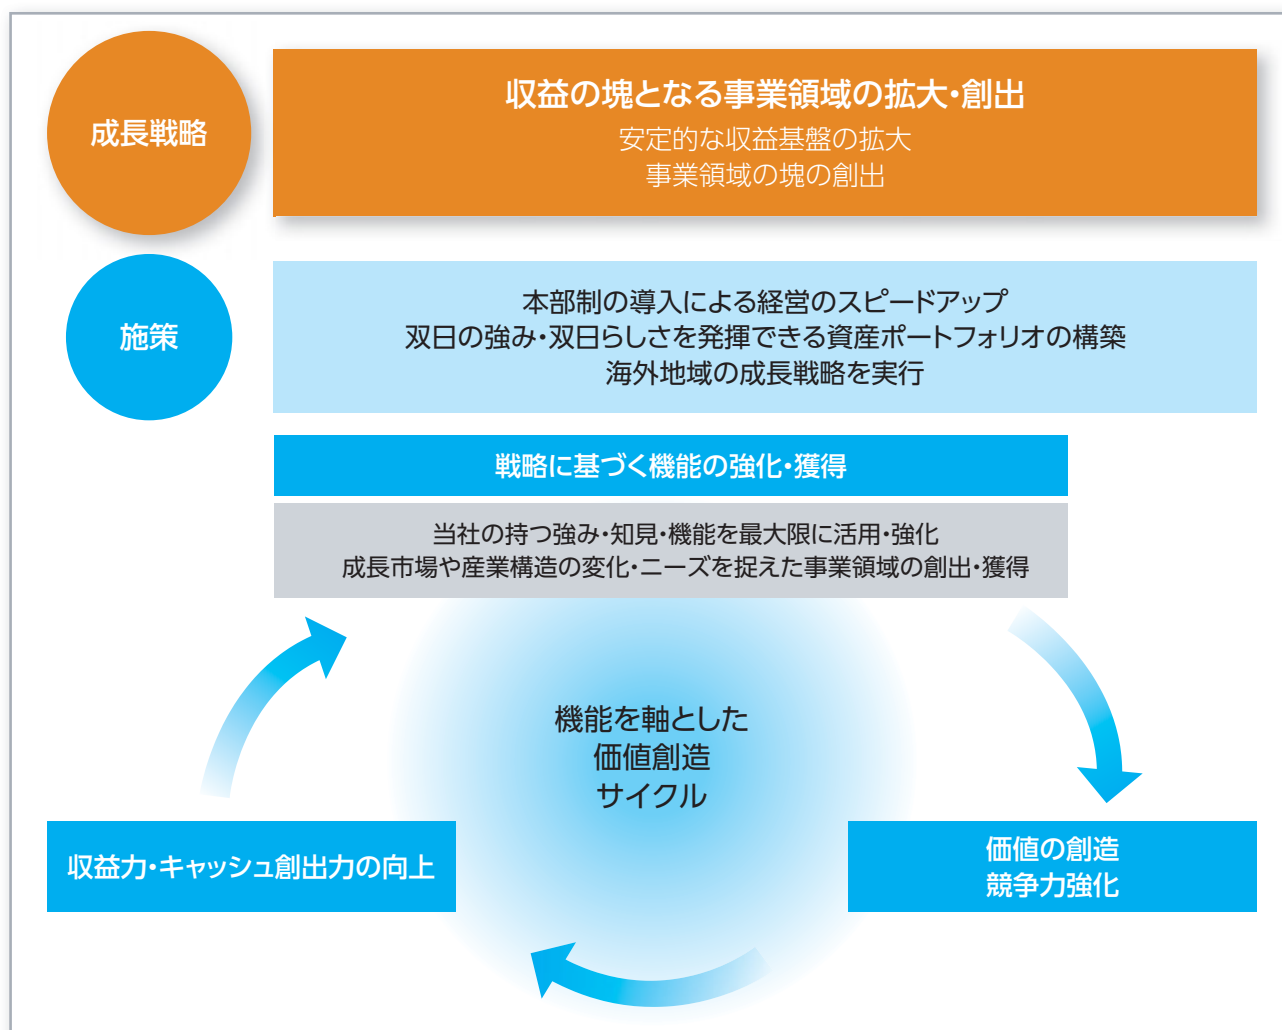 成長戦略
収益の塊となる事業領域の拡大・創出
安定的な収益基盤の拡大
事業領域の塊の創出
施策
本部制の導入による経営のスピードアップ
双日の強み・双日らしさを発揮できる資産ポートフォリオの構築
海外地域の成長戦略を実行
戦略に基づく機能の強化・獲得
当社の持つ強み・知見・機能を最大限に活用・強化
成長市場や産業構造の変化・ニーズを捉えた事業領域の創出・獲得
機能を軸とした
価値創造
サイクル
収益力・キャッシュ創出力の向上
価値の創造
競争力強化